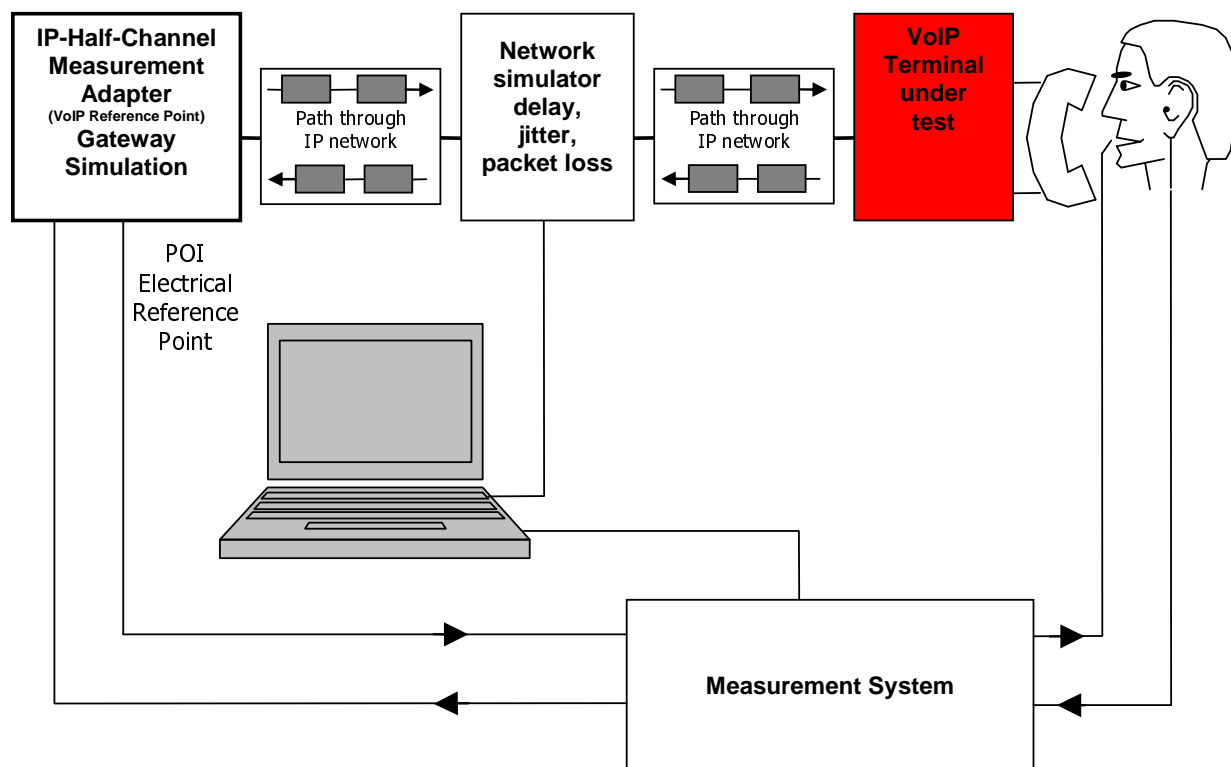 IP-Half-Channel
Measurement
Adapter
(VoIP Reference Point)
Gateway
Simulation
Path through
IP network
Network
simulator
delay,
jitter,
packet loss
Path through
IP network
VoIP
Terminal
under
test
POI
Electrical
Reference
Point
Measurement System